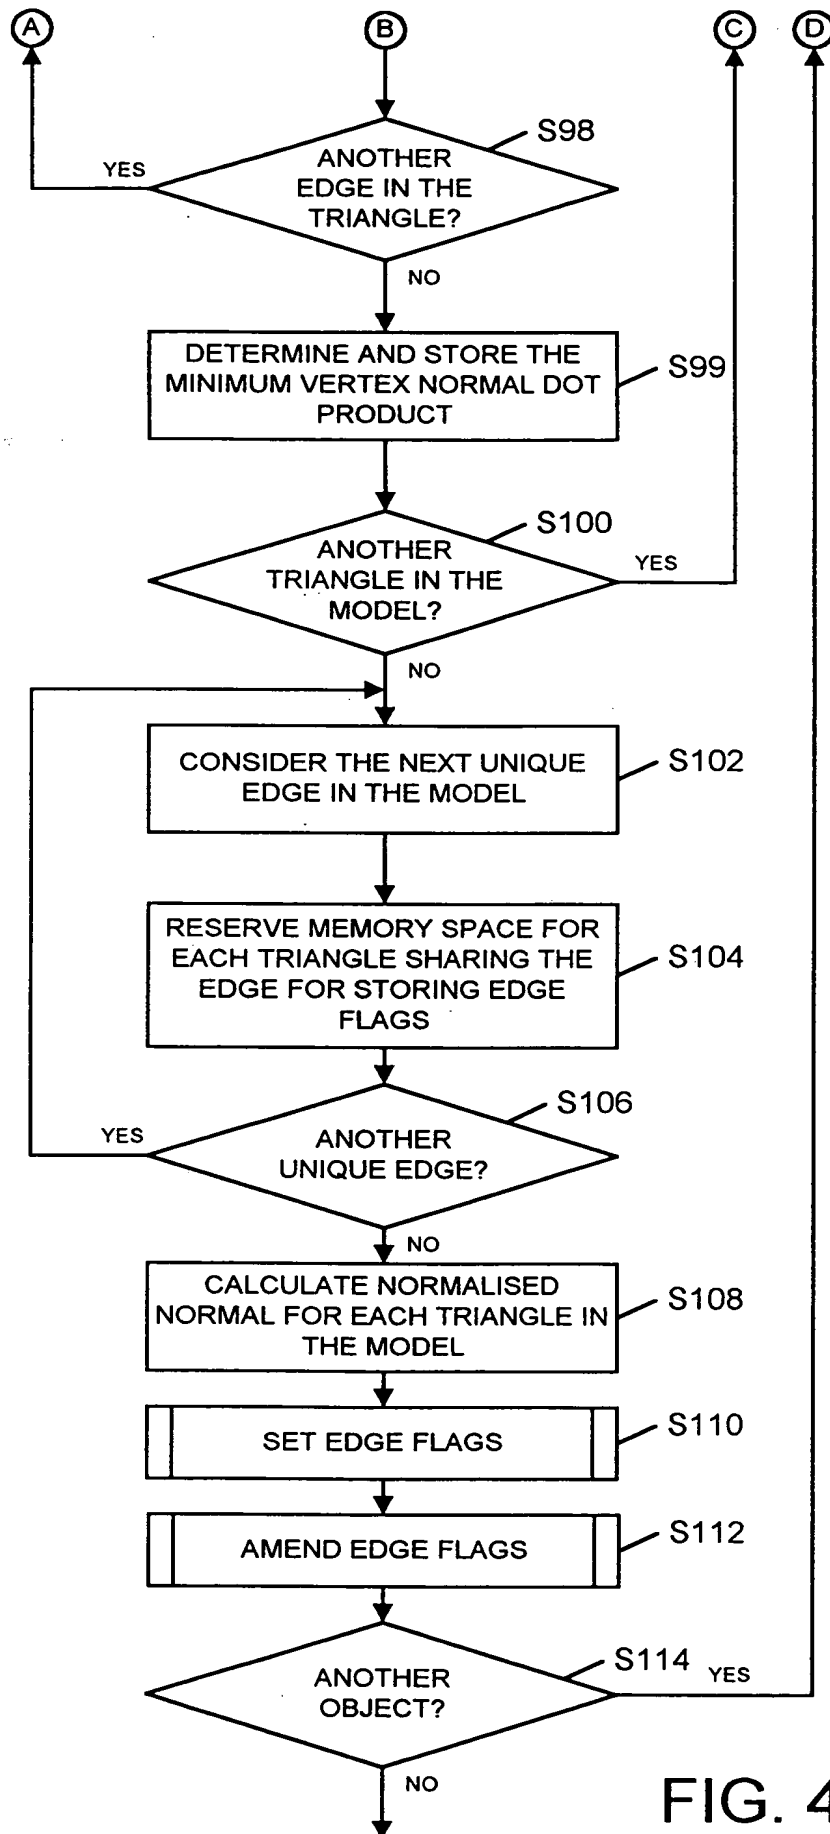 A
B
C
D
S98
YES
ANOTHER
EDGE IN THE
TRIANGLE?
NO
DETERMINE AND STORE THE
MINIMUM VERTEX NORMAL DOT
PRODUCT
S99
S100
ANOTHER
TRIANGLE IN THE
MODEL?
YES
NO
CONSIDER THE NEXT UNIQUE
EDGE IN THE MODEL
S102
RESERVE MEMORY SPACE FOR
EACH TRIANGLE SHARING THE
EDGE FOR STORING EDGE
FLAGS
S104
S106
YES
ANOTHER
UNIQUE EDGE?
NO
CALCULATE NORMALISED
NORMAL FOR EACH TRIANGLE IN
THE MODEL
S108
SET EDGE FLAGS
S110
AMEND EDGE FLAGS
S112
S114
YES
ANOTHER
OBJECT?
NO
FIG. 4